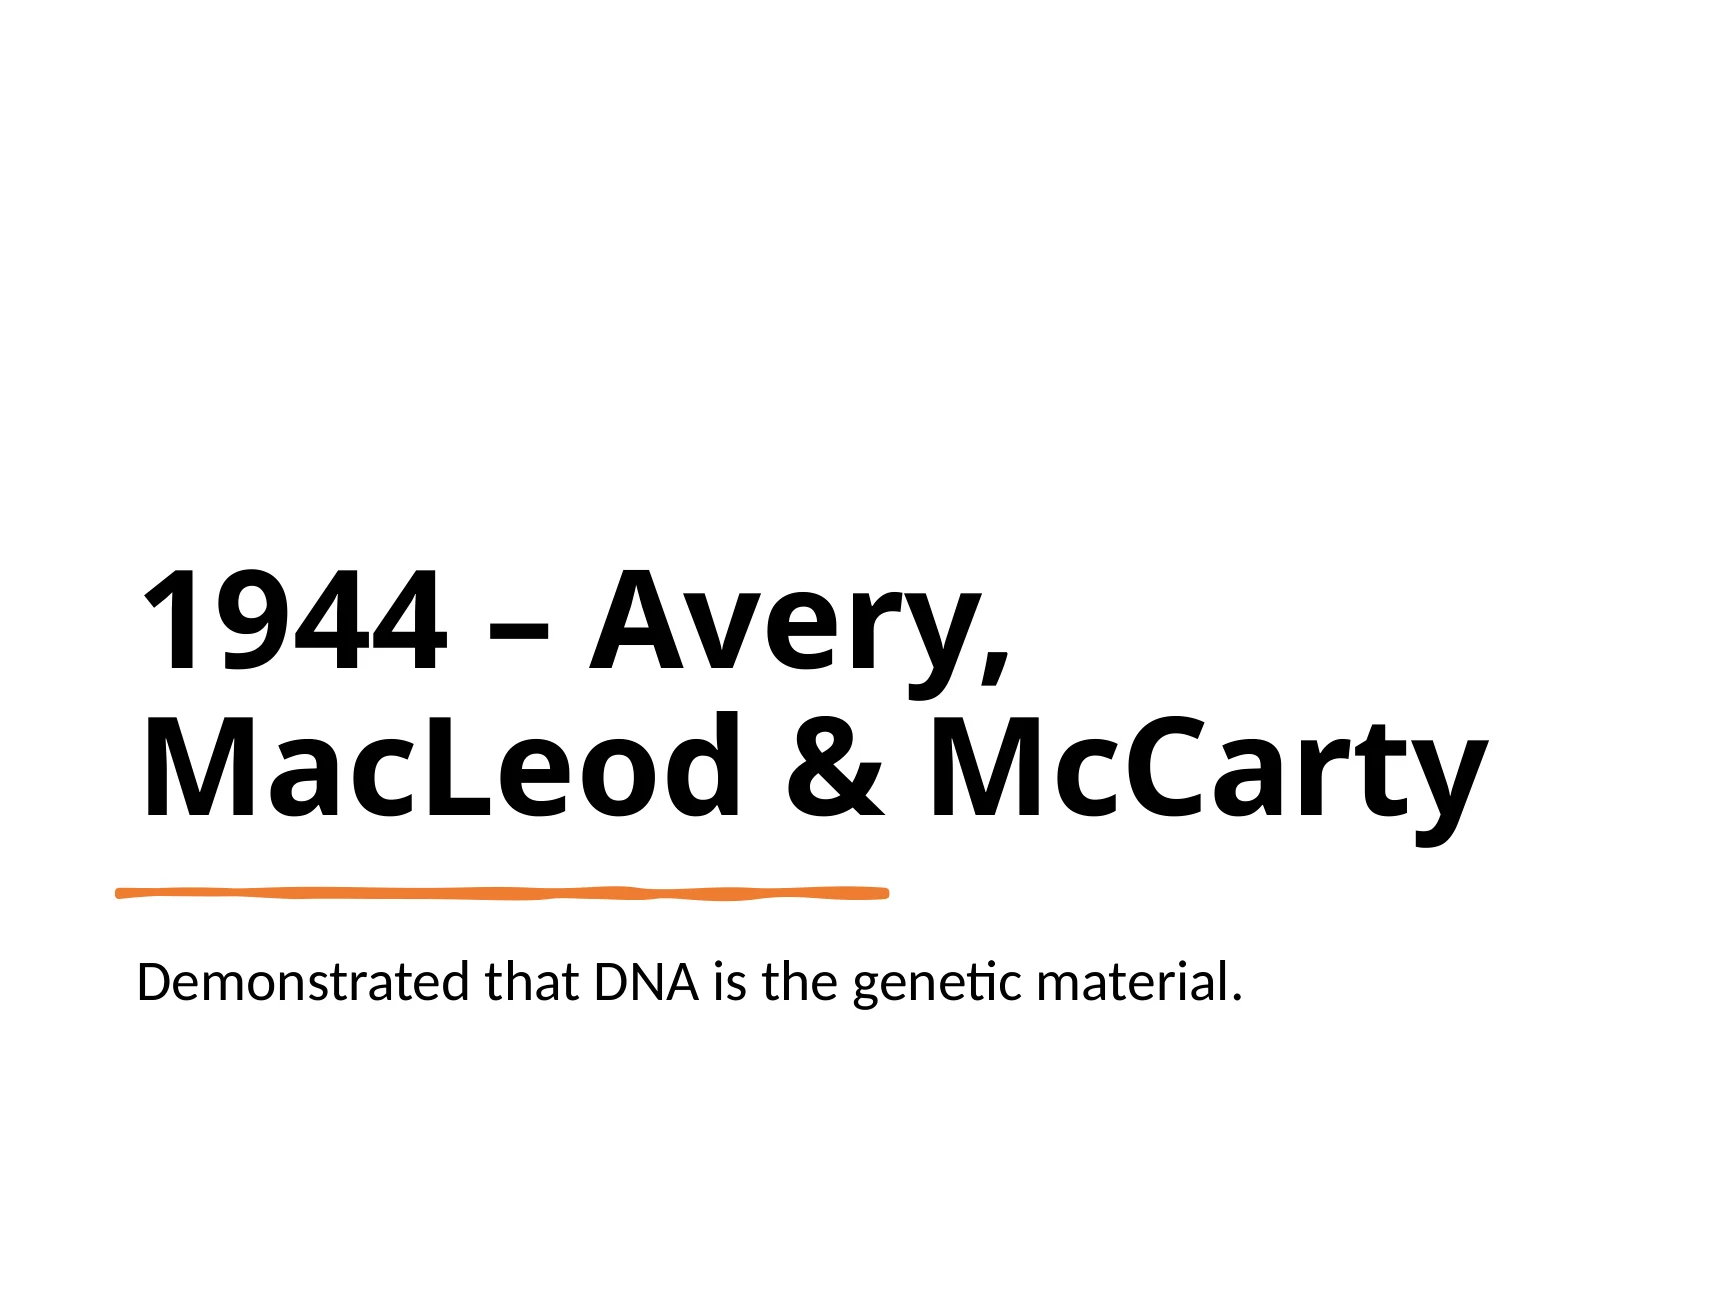 1944 – Avery,
MacLeod & McCarty
Demonstrated that DNA is the genetic material.